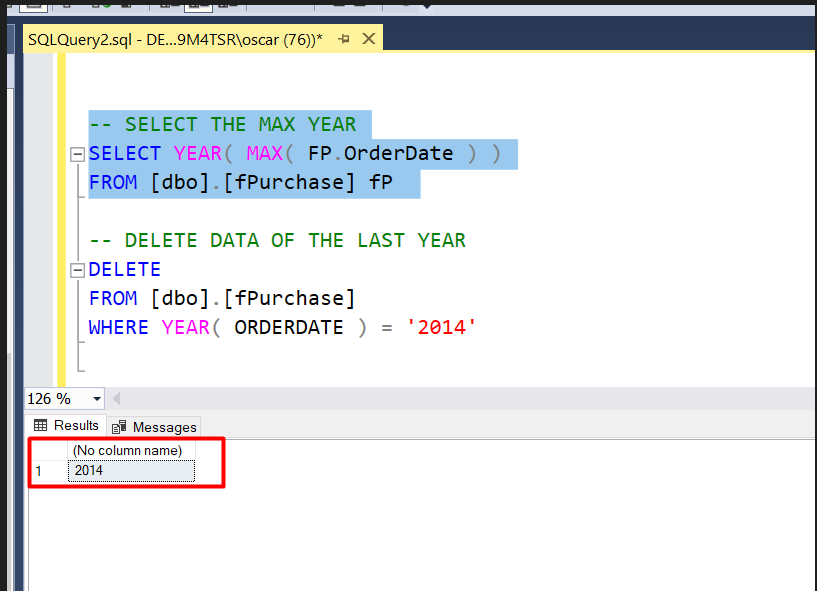 SQLQuery2.sql - DE...9M4TSR\oscar (76))*
-- SELECT THE MAX YEAR
SELECT YEAR( MAX( FP.OrderDate ) )
FROM [dbo].[fPurchase] fP
-- DELETE DATA OF THE LAST YEAR
DELETE
FROM [dbo].[fPurchase]
WHERE YEAR( ORDERDATE ) = '2014'
126 %
Results Messages
(No column name)
1 2014